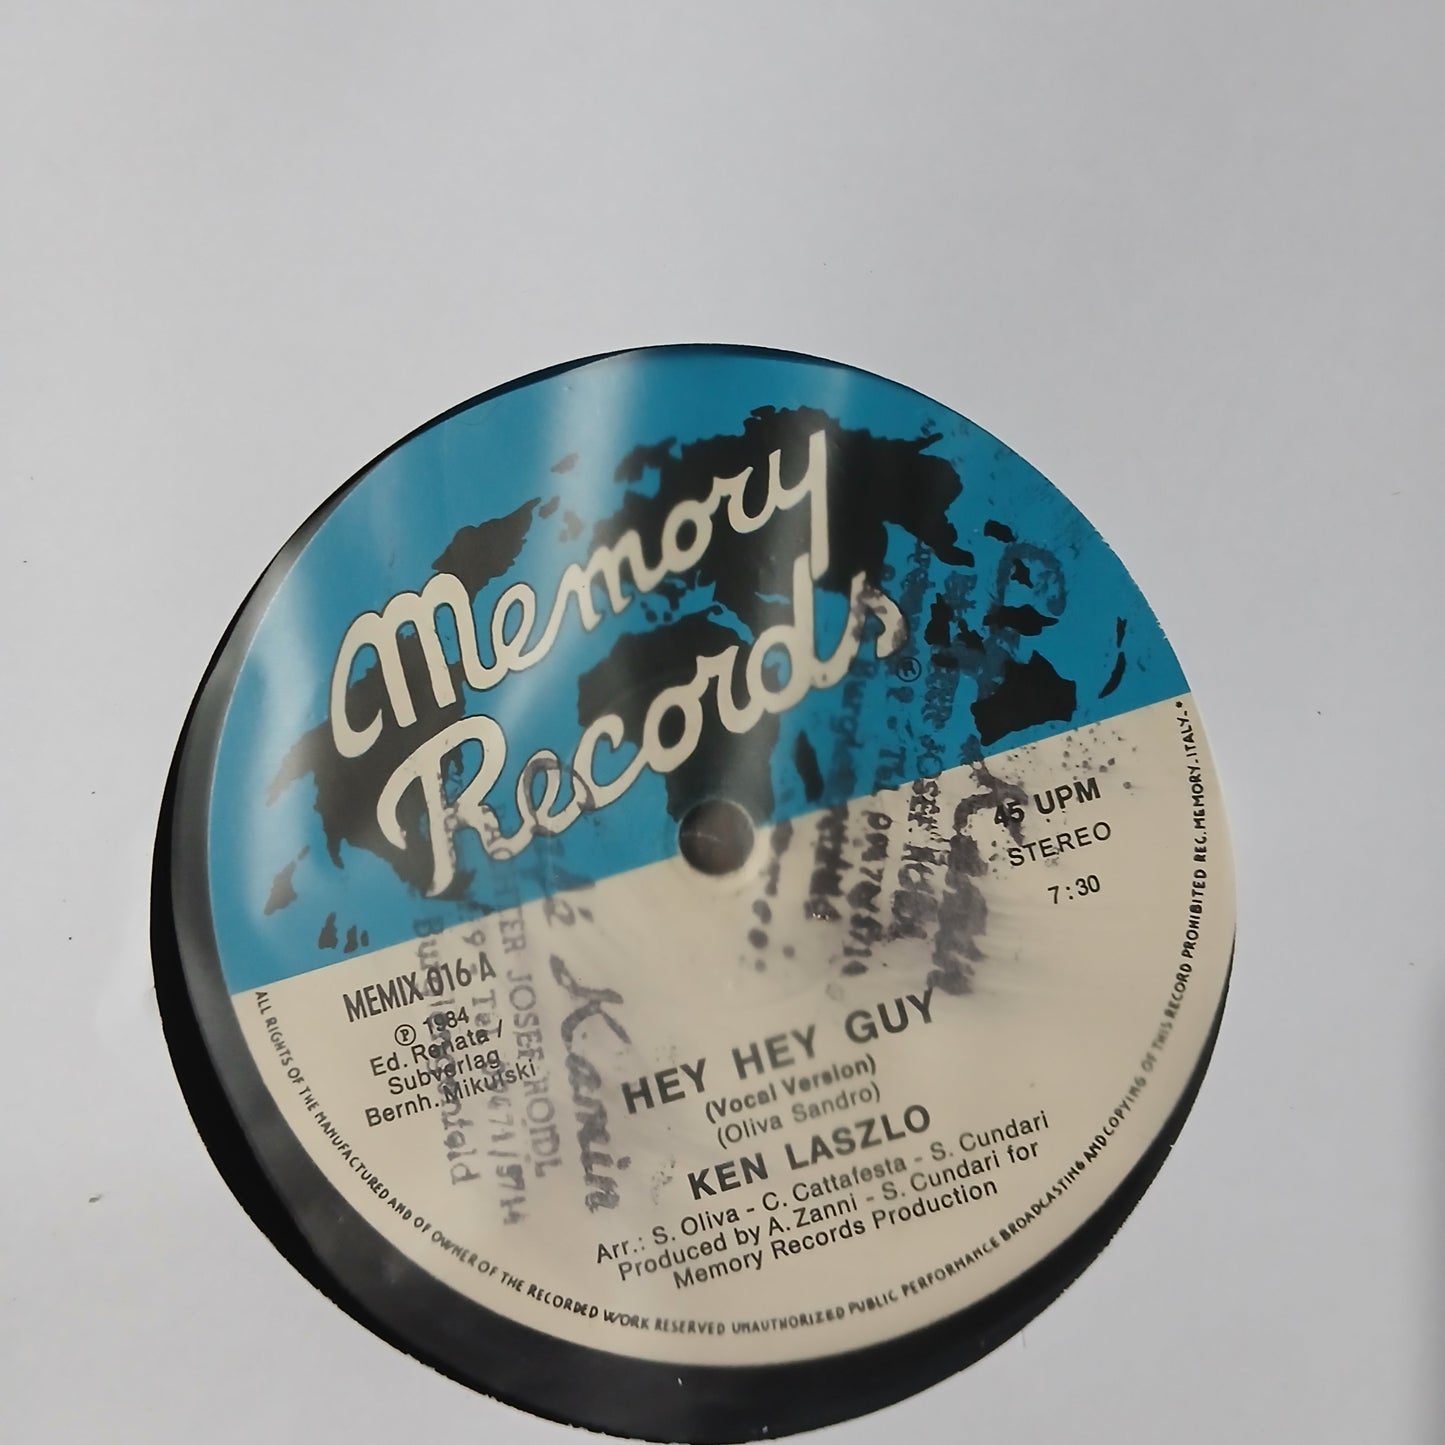 Memory
Records
®
45 UPM
STEREO
7:30
MEMIX 016-A
Ⓟ 1984
Ed. Renata /
Subverlag
Bernh. Mikulski
HEY HEY GUY
(Vocal Version)
(Oliva Sandro)
KEN LASZLO
Arr.: S. Oliva - C. Cattafesta - S. Cundari
Produced by A. Zanni - S. Cundari for
Memory Records Production
ALL RIGHTS OF THE MANUFACTURED AND OF OWNER OF THE RECORDED WORK RESERVED UNAUTHORIZED PUBLIC PERFORMANCE BROADCASTING AND COPYING OF THIS RECORD PROHIBITED REC. MEMORY-ITALY-*
JOSEF HOIDL
Karin